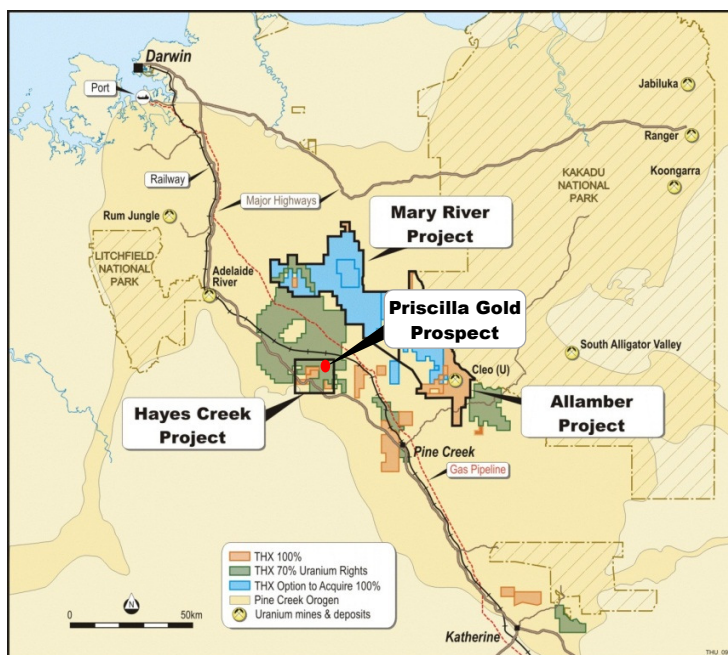 Darwin
Port
Jabiluka
Ranger
Koongarra
KAKADU
NATIONAL
PARK
Railway
Major Highways
Rum Jungle
Mary River
Project
LITCHFIELD
NATIONAL
PARK
Adelaide
River
Priscilla Gold
Prospect
South Alligator Valley
Cleo (U)
Hayes Creek
Project
Allamber
Project
Pine Creek
Gas Pipeline
THX 100%
THX 70% Uranium Rights
THX Option to Acquire 100%
Pine Creek Orogen
Uranium mines & deposits
N
0
50km
Katherine